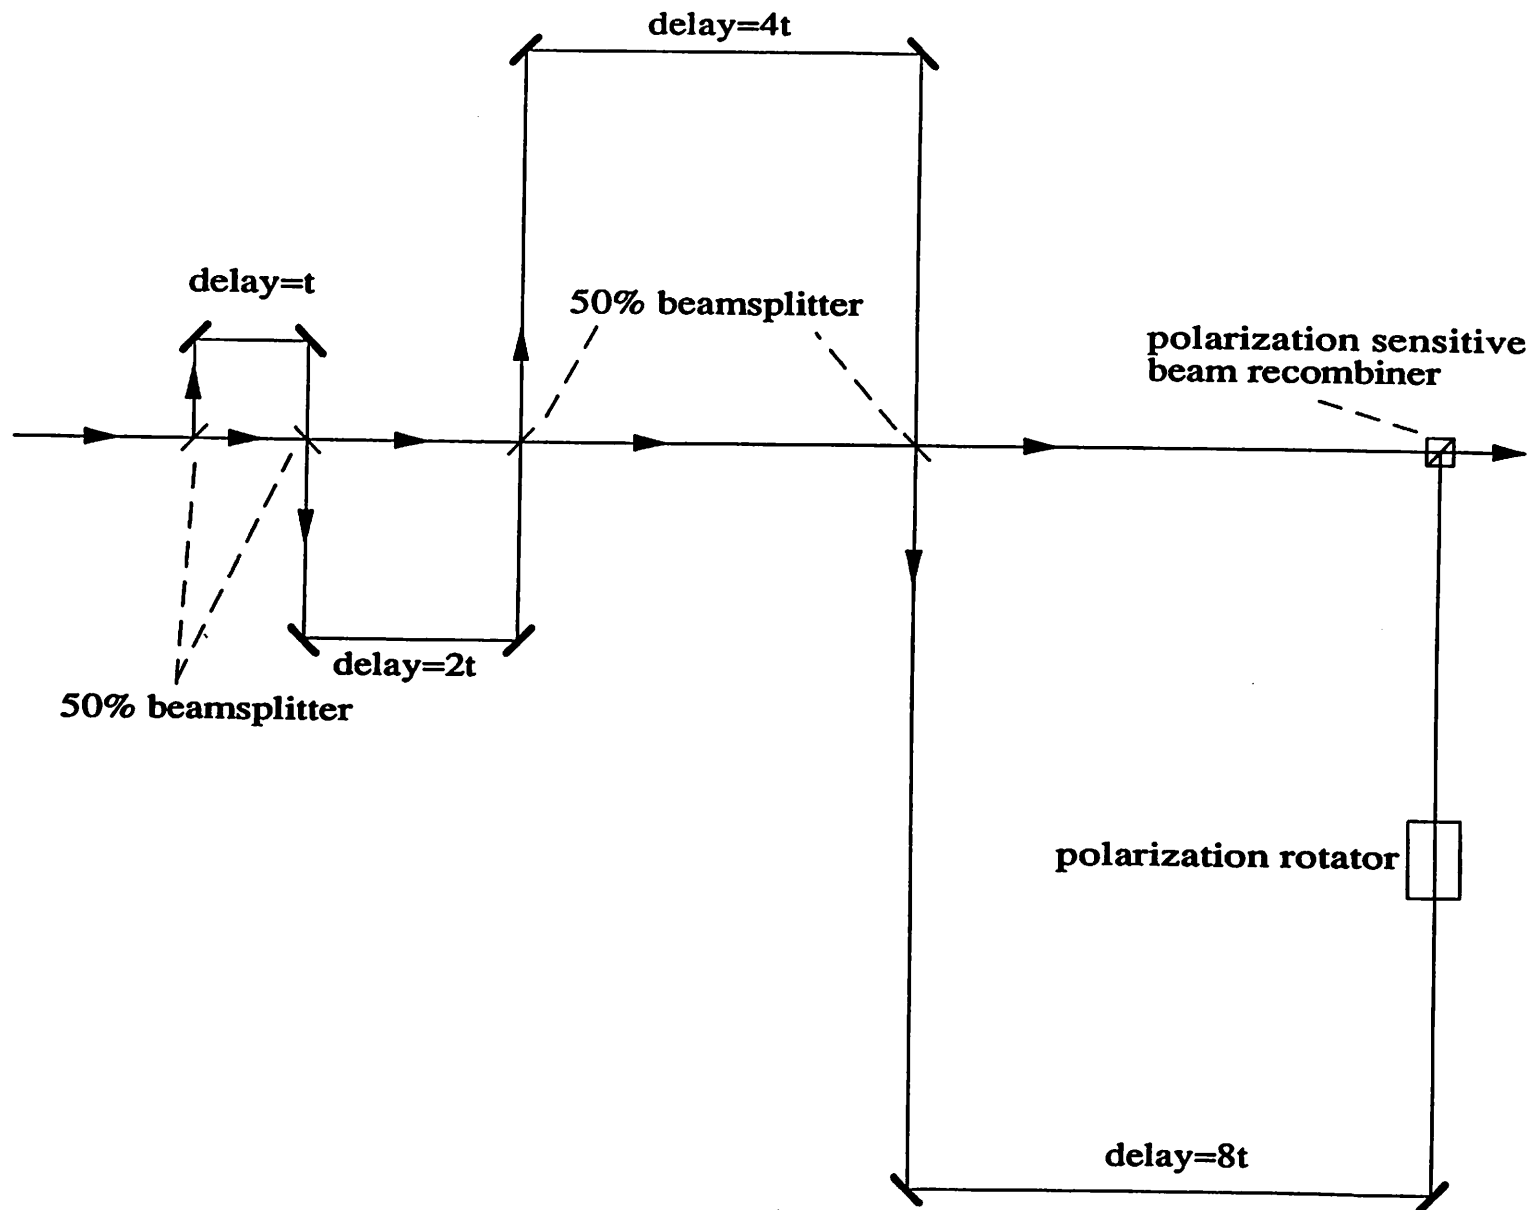 delay=4t
delay=t
50% beamsplitter
polarization sensitive
beam recombiner
delay=2t
50% beamsplitter
polarization rotator
delay=8t